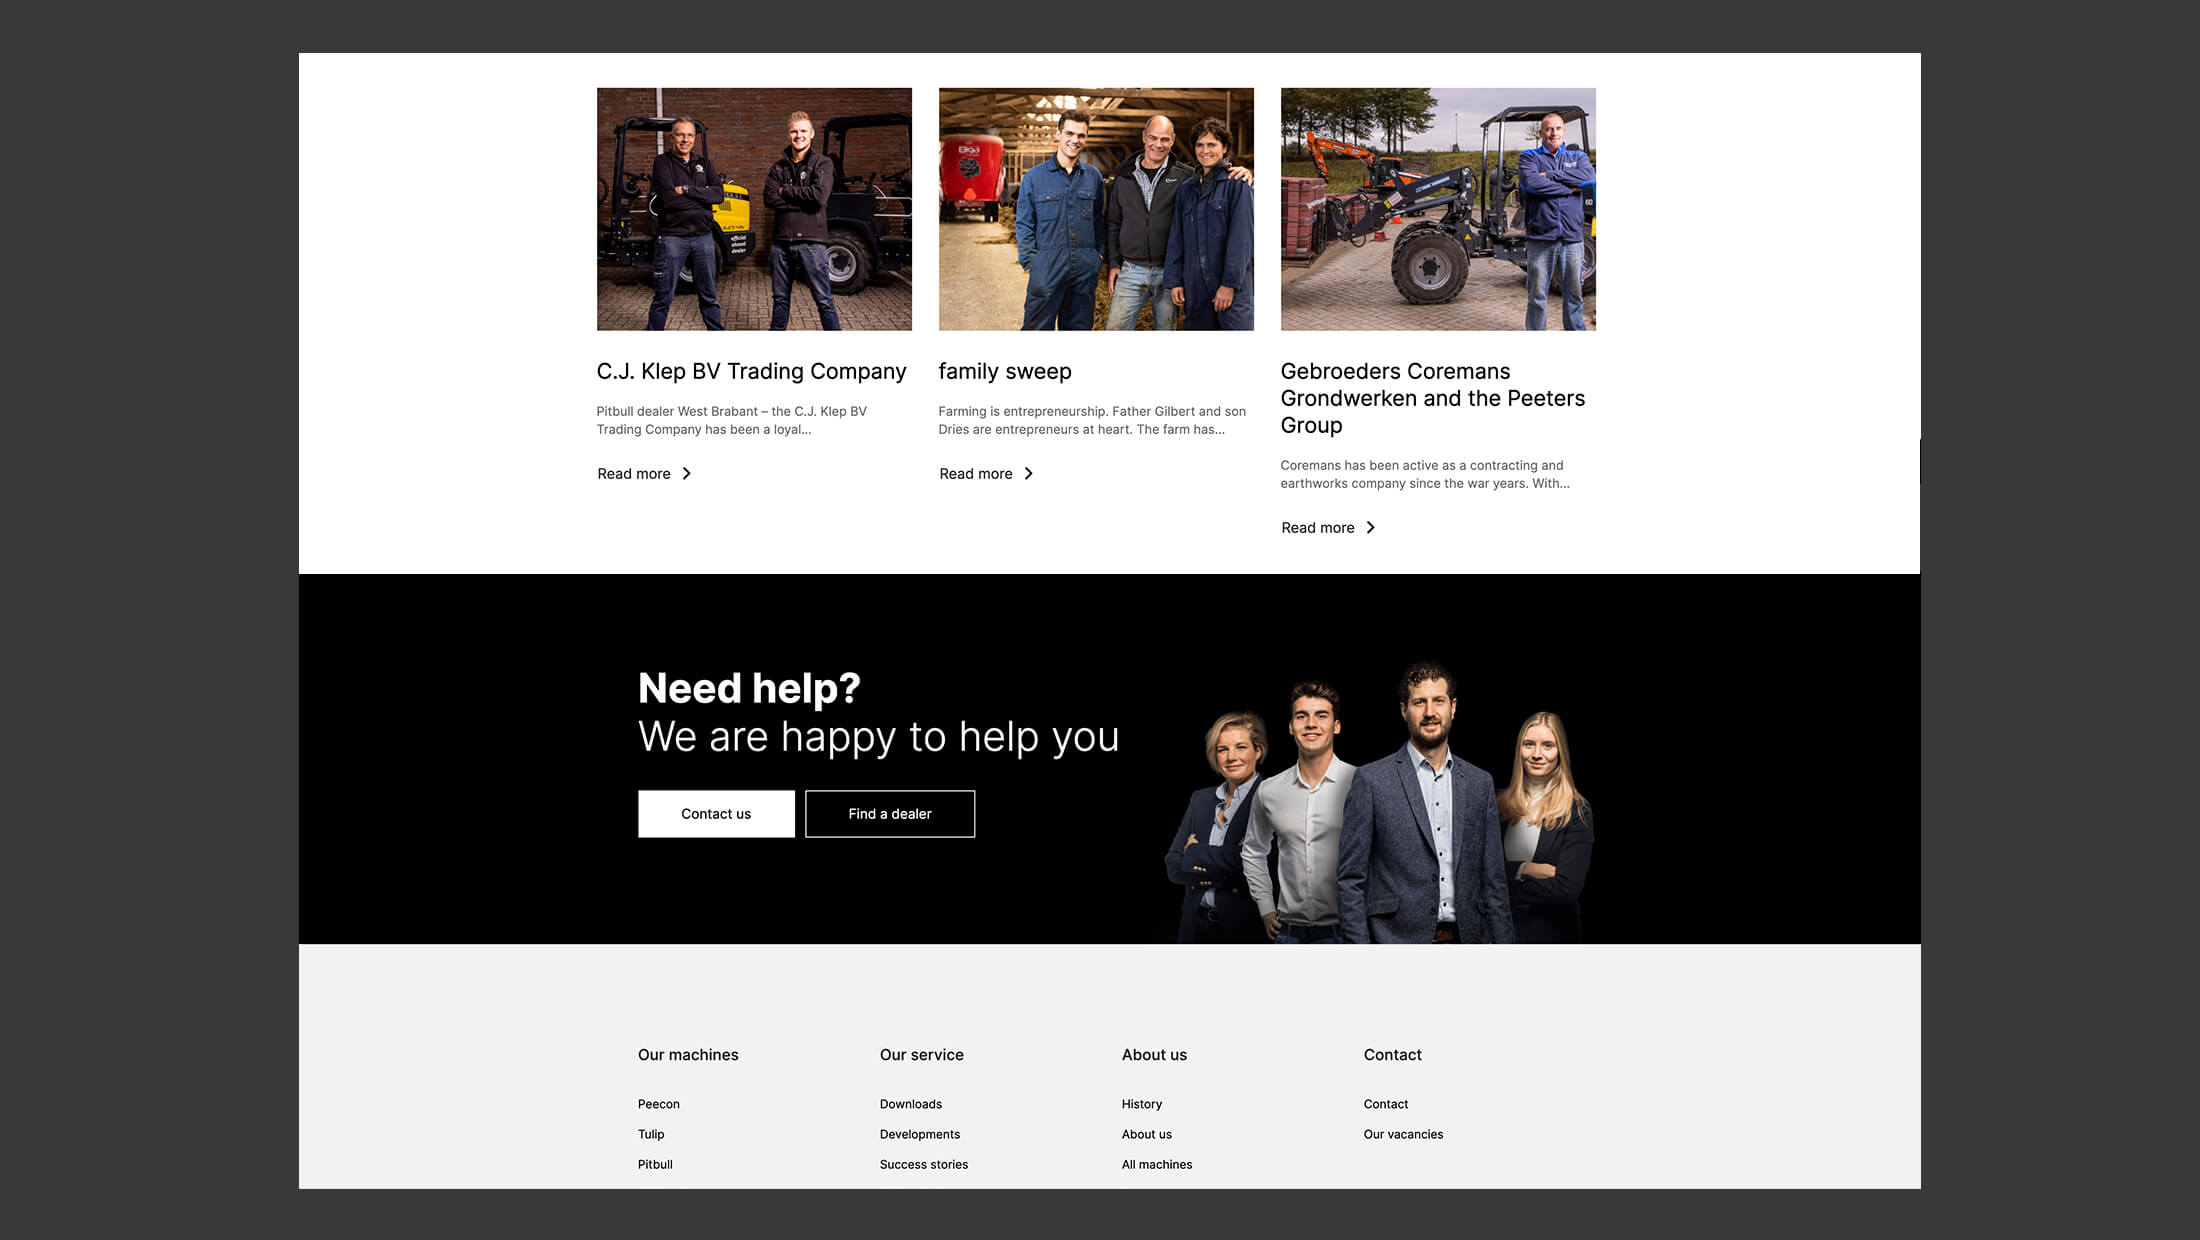 official
shovel
dealer
60
C.J. Klep BV Trading Company
Pitbull dealer West Brabant – the C.J. Klep BV
Trading Company has been a loyal...
Read more
family sweep
Farming is entrepreneurship. Father Gilbert and son
Dries are entrepreneurs at heart. The farm has...
Read more
Gebroeders Coremans
Grondwerken and the Peeters
Group
Coremans has been active as a contracting and
earthworks company since the war years. With...
Read more
Need help?
We are happy to help you
Contact us
Find a dealer
Our machines
Peecon
Tulip
Pitbull
Our service
Downloads
Developments
Success stories
About us
History
About us
All machines
Contact
Contact
Our vacancies